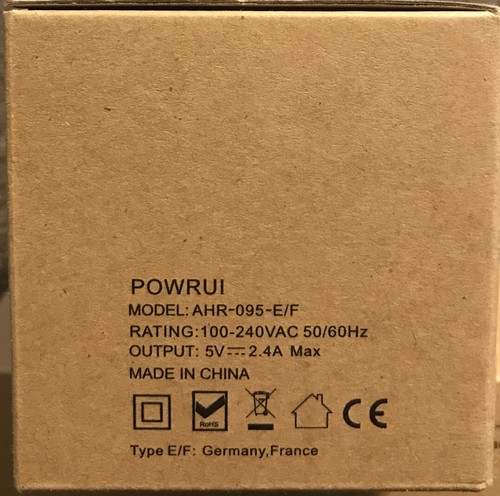 POWRUI
MODEL: AHR-095-E/F
RATING:100-240VAC 50/60Hz
OUTPUT: 5V⎓2.4A Max
MADE IN CHINA
RoHS CE
Type E/F: Germany,France